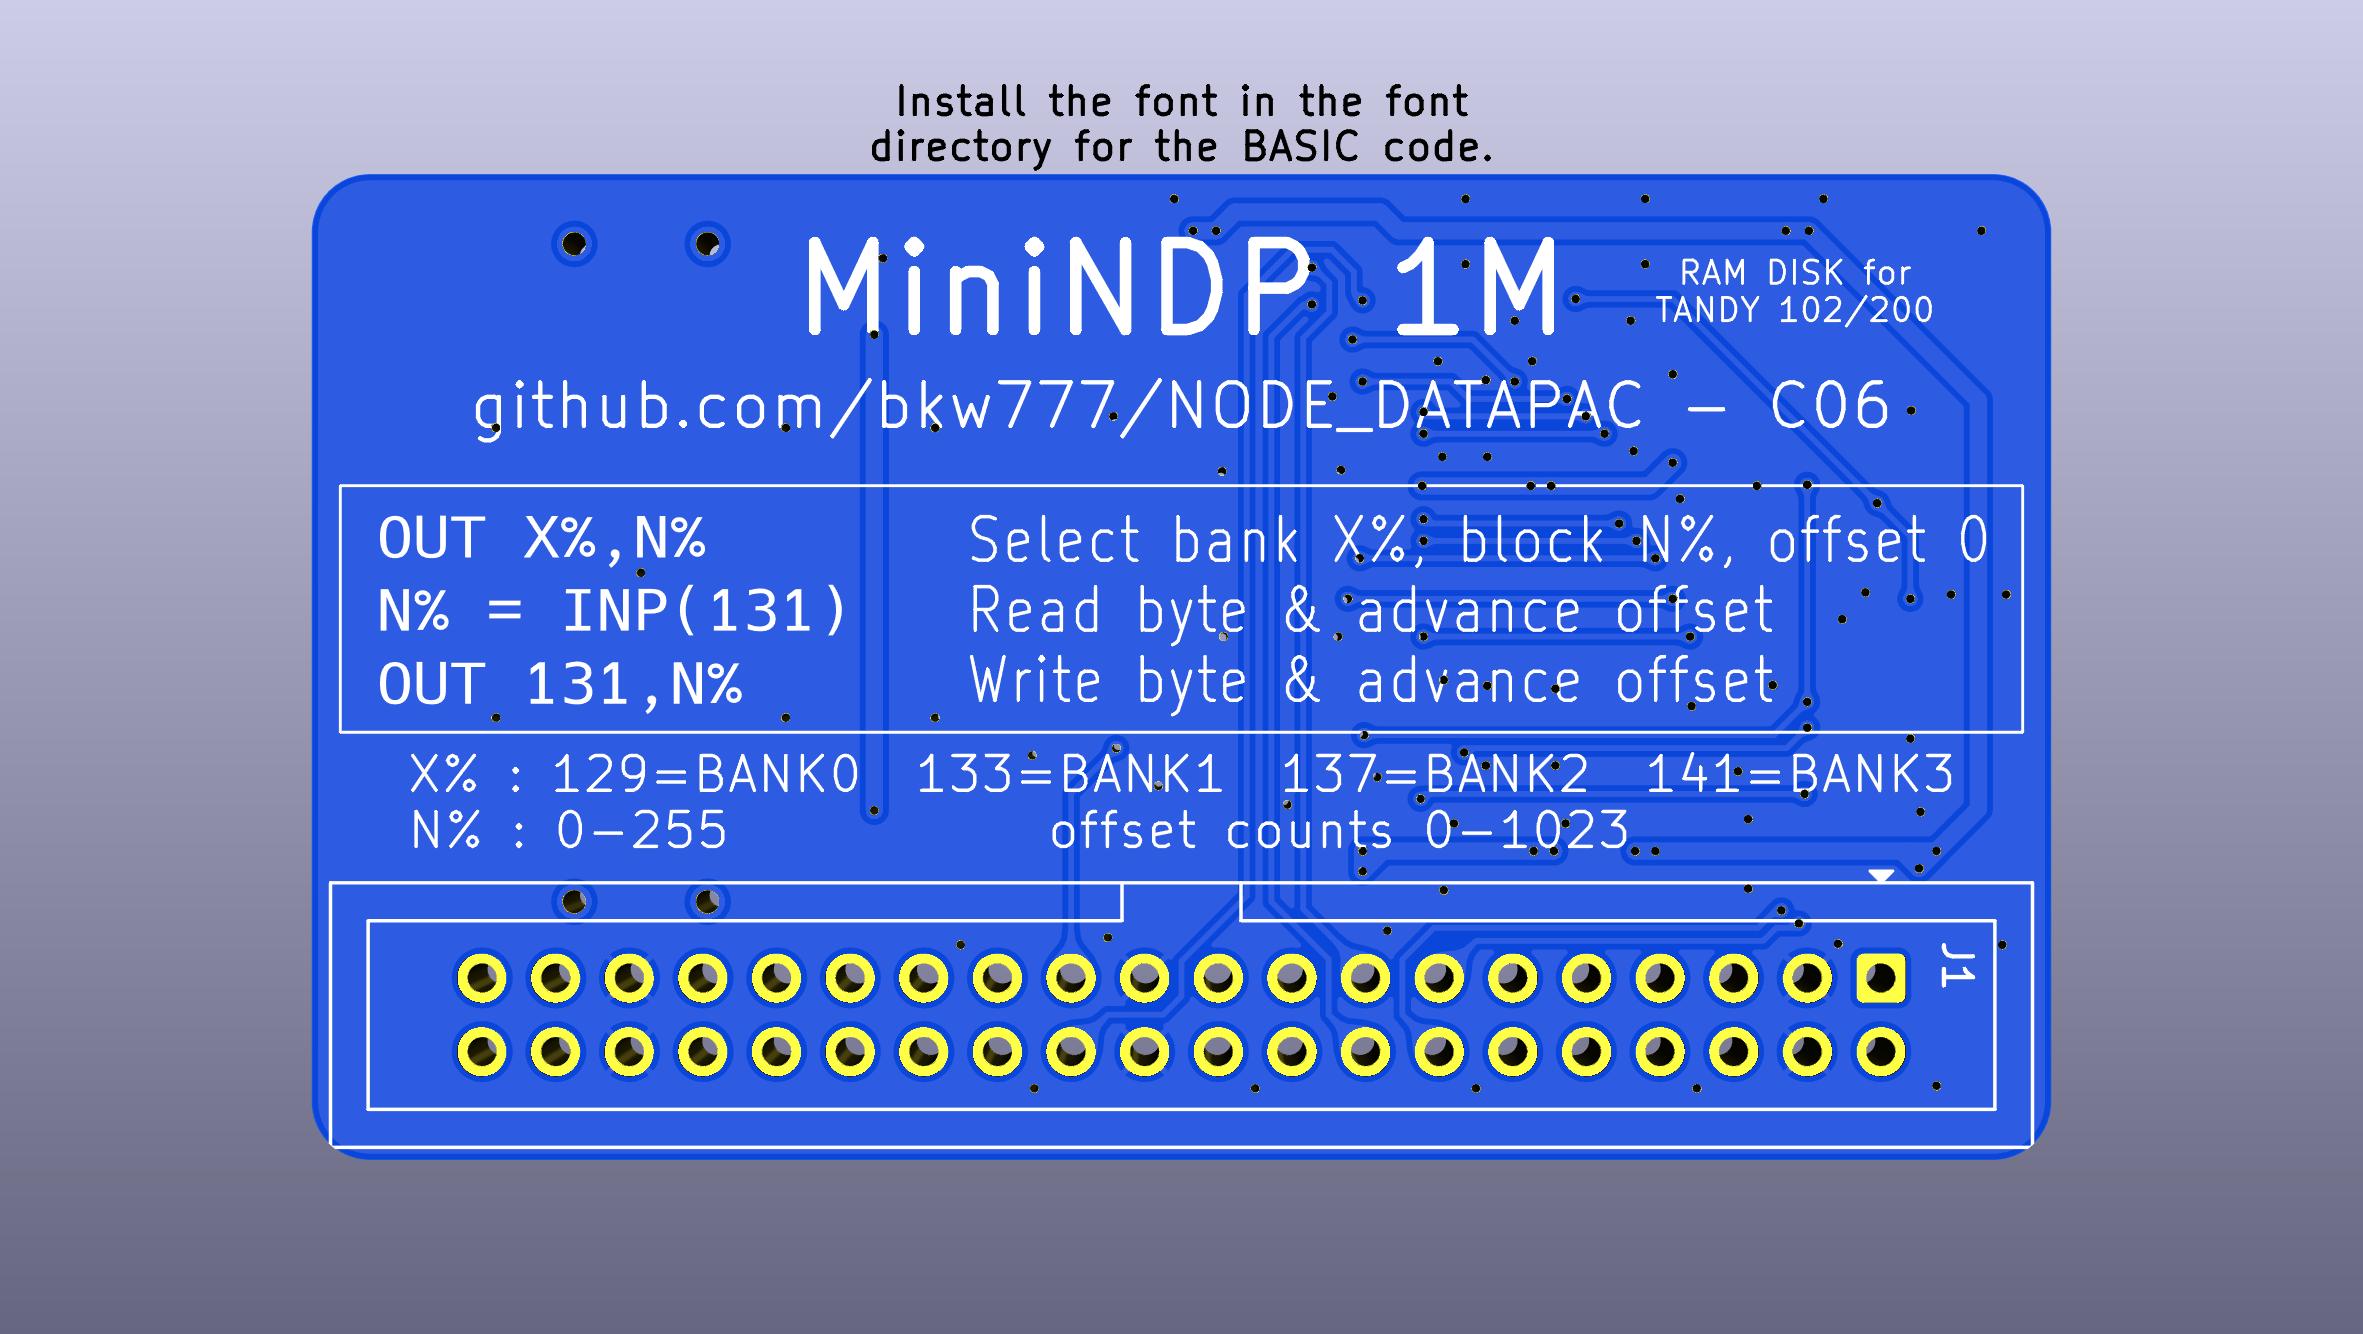 Install the font in the font
directory for the BASIC code.
MiniNDP 1M
RAM DISK for
TANDY 102/200
github.com/bkw777/NODE_DATAPAC - C06
OUT X%,N% Select bank X%, block N%, offset 0
N% = INP(131) Read byte & advance offset
OUT 131,N% Write byte & advance offset
X% : 129=BANK0 133=BANK1 137=BANK2 141=BANK3
N% : 0-255 offset counts 0-1023
J1